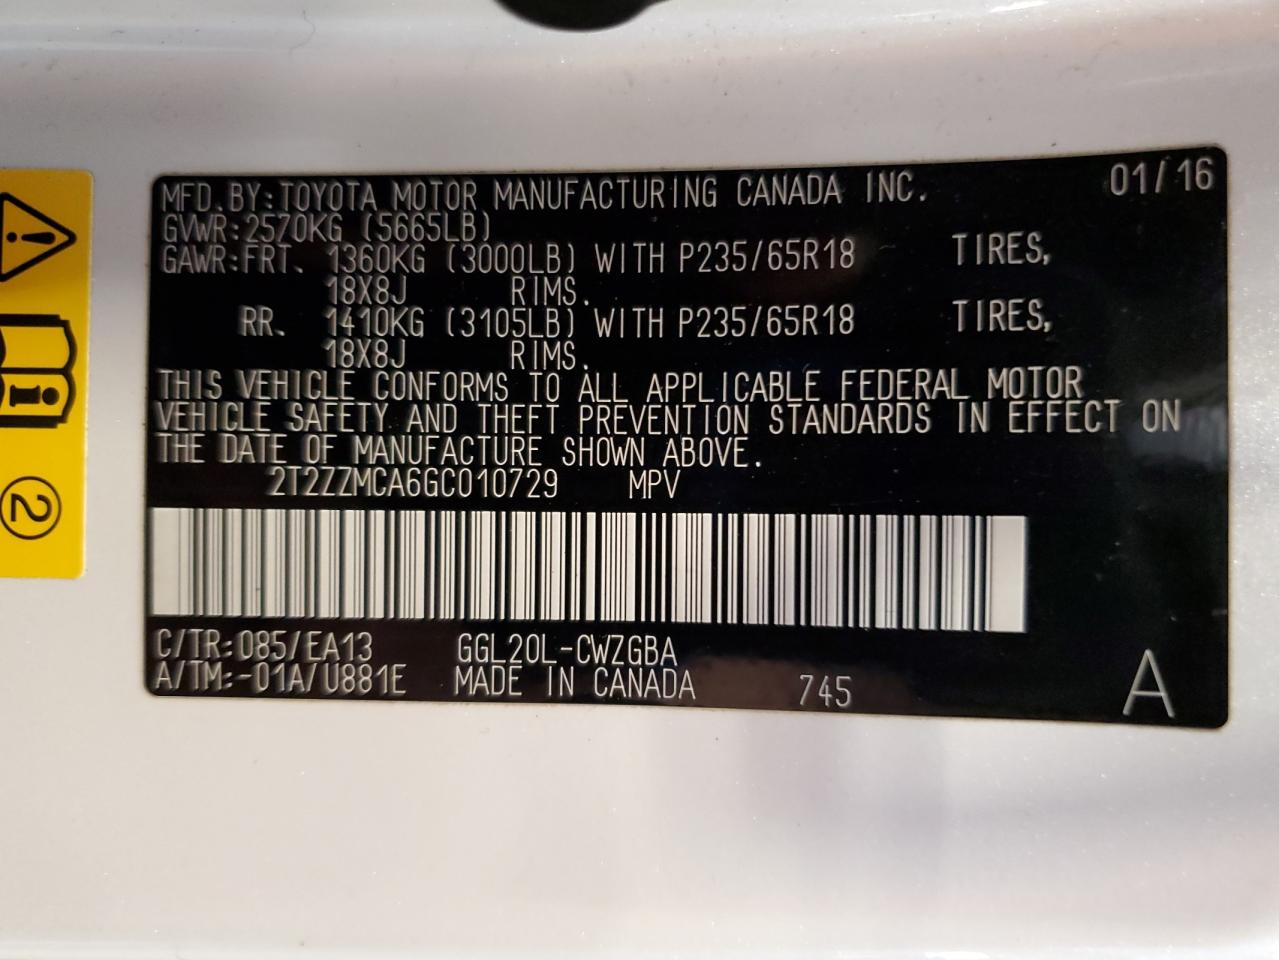 MFD.BY:TOYOTA MOTOR MANUFACTURING CANADA INC. 01/16
GVWR:2570KG (5665LB)
GAWR:FRT. 1360KG (3000LB) WITH P235/65R18 TIRES,
18X8J RIMS.
RR. 1410KG (3105LB) WITH P235/65R18 TIRES,
18X8J RIMS.
THIS VEHICLE CONFORMS TO ALL APPLICABLE FEDERAL MOTOR
VEHICLE SAFETY AND THEFT PREVENTION STANDARDS IN EFFECT ON
THE DATE OF MANUFACTURE SHOWN ABOVE.
2T2ZZMCA6GC010729 MPV
C/TR:085/EA13 GGL20L-CWZGBA
A/TM:-01A/U881E MADE IN CANADA 745 A
2